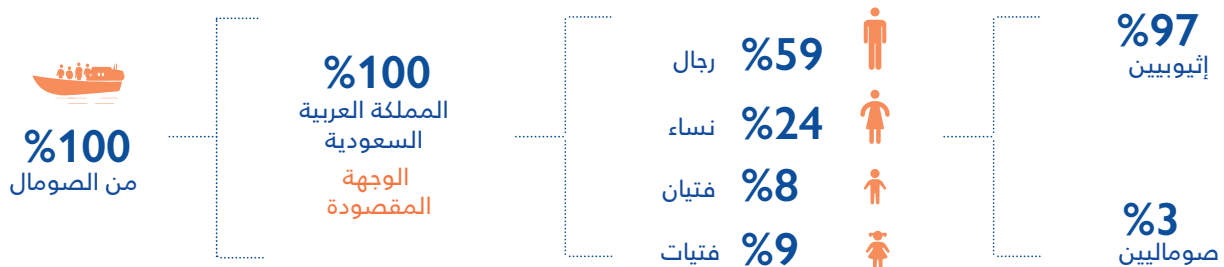 %100
من الصومال
%100
المملكة العربية
السعودية
الوجهة
المقصودة
%59 رجال
%24 نساء
%8 فتيان
%9 فتيات
%97
إثيوبيين
%3
صوماليين